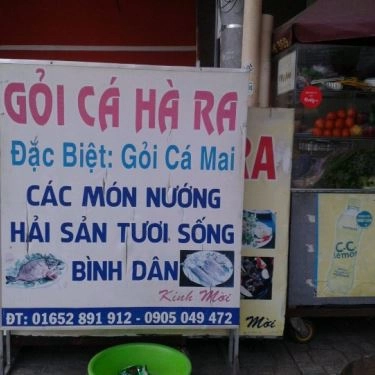 GỎI CÁ HÀ RA
Đặc Biệt: Gỏi Cá Mai
CÁC MÓN NƯỚNG
HẢI SẢN TƯƠI SỐNG
BÌNH DÂN
Kính Mời
ĐT: 01652 891 912 - 0905 049 472
RA
Mời
C.C.
lemon